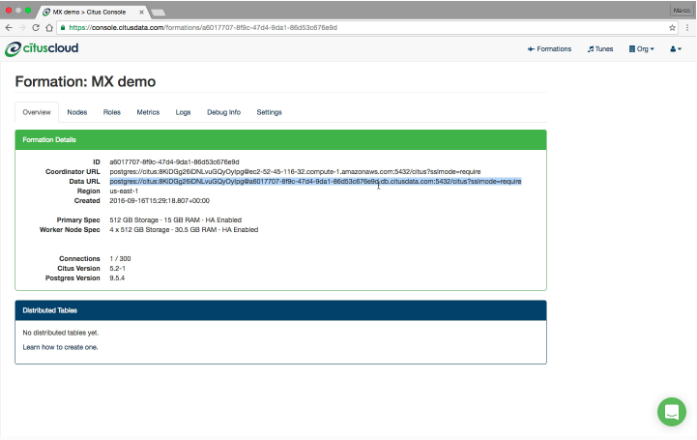 MX demo > Citus Console
Marco
https://console.citusdata.com/formations/a6017707-8f9c-47d4-9da1-86d53c676e9d
cituscloud
Formations
Tunes
Org
Formation: MX demo
Overview Nodes Roles Metrics Logs Debug Info Settings
Formation Details
ID a6017707-8f9c-47d4-9da1-86d53c676e9d
Coordinator URL postgres://citus:8KiDGg26iDNLvuGQyOyIpg@ec2-52-45-116-32.compute-1.amazonaws.com:5432/citus?sslmode=require
Data URL postgres://citus:8KiDGg26iDNLvuGQyOyIpg@a6017707-8f9c-47d4-9da1-86d53c676e9d.db.citusdata.com:5432/citus?sslmode=require
Region us-east-1
Created 2016-09-16T15:29:18.807+00:00
Primary Spec 512 GB Storage - 15 GB RAM - HA Enabled
Worker Node Spec 4 x 512 GB Storage - 30.5 GB RAM - HA Enabled
Connections 1 / 300
Citus Version 5.2-1
Postgres Version 9.5.4
Distributed Tables
No distributed tables yet.
Learn how to create one.